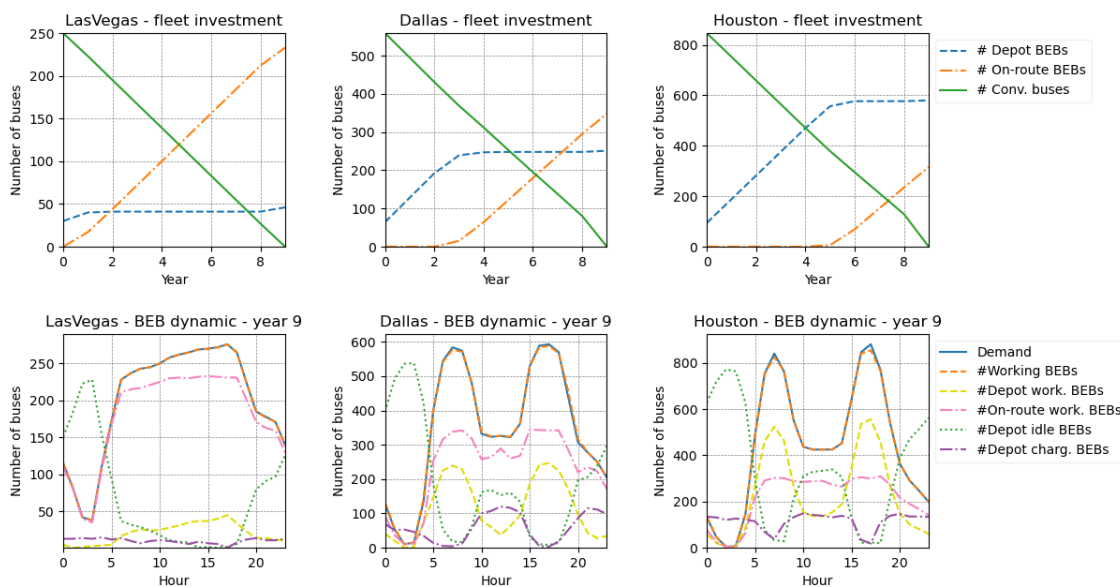 LasVegas - fleet investment
Dallas - fleet investment
Houston - fleet investment
250
200
150
100
50
0
Number of buses
0 2 4 6 8
Year
500
400
300
200
100
0
Number of buses
0 2 4 6 8
Year
800
600
400
200
0
Number of buses
0 2 4 6 8
Year
# Depot BEBs
# On-route BEBs
# Conv. buses
LasVegas - BEB dynamic - year 9
Dallas - BEB dynamic - year 9
Houston - BEB dynamic - year 9
250
200
150
100
50
Number of buses
0 5 10 15 20
Hour
600
500
400
300
200
100
0
Number of buses
0 5 10 15 20
Hour
800
600
400
200
0
Number of buses
0 5 10 15 20
Hour
Demand
#Working BEBs
#Depot work. BEBs
#On-route work. BEBs
#Depot idle BEBs
#Depot charg. BEBs